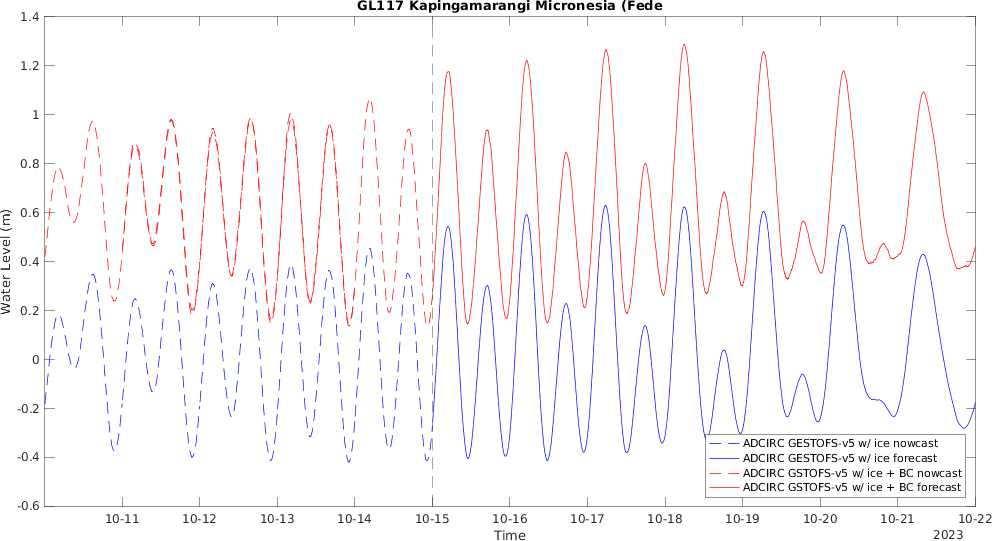 GL117 Kapingamarangi Micronesia (Fede
1.4
1.2
1
0.8
0.6
0.4
0.2
0
-0.2
-0.4
-0.6
Water Level (m)
10-11 10-12 10-13 10-14 10-15 10-16 10-17 10-18 10-19 10-20 10-21 10-22
Time
2023
ADCIRC GESTOFS-v5 w/ ice nowcast
ADCIRC GESTOFS-v5 w/ ice forecast
ADCIRC GSTOFS-v5 w/ ice + BC nowcast
ADCIRC GSTOFS-v5 w/ ice + BC forecast